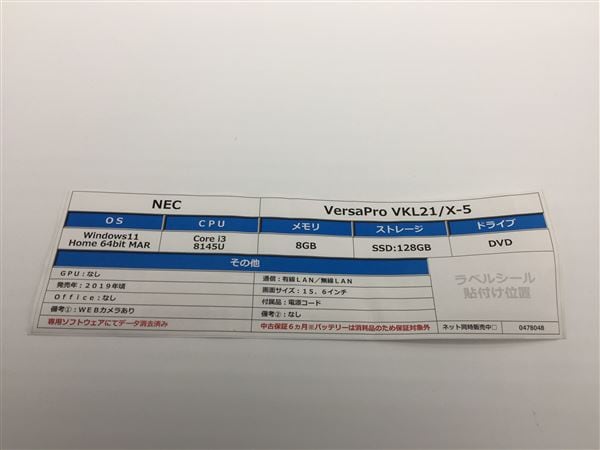 NEC VersaPro VKL21/X-5
OS CPU メモリ ストレージ ドライブ
Windows11 Home 64bit MAR Core i3 8145U 8GB SSD:128GB DVD
その他
GPU:なし 通信:有線LAN/無線LAN
発売年:2019年頃 画面サイズ:15.6インチ
Office:なし 付属品:電源コード
備考①:WEBカメラあり 備考②:なし
専用ソフトウェアにてデータ消去済み 中古保証6ヵ月※バッテリーは消耗品のため保証対象外
ラベルシール
貼付け位置
ネット同時販売中□ 0478048